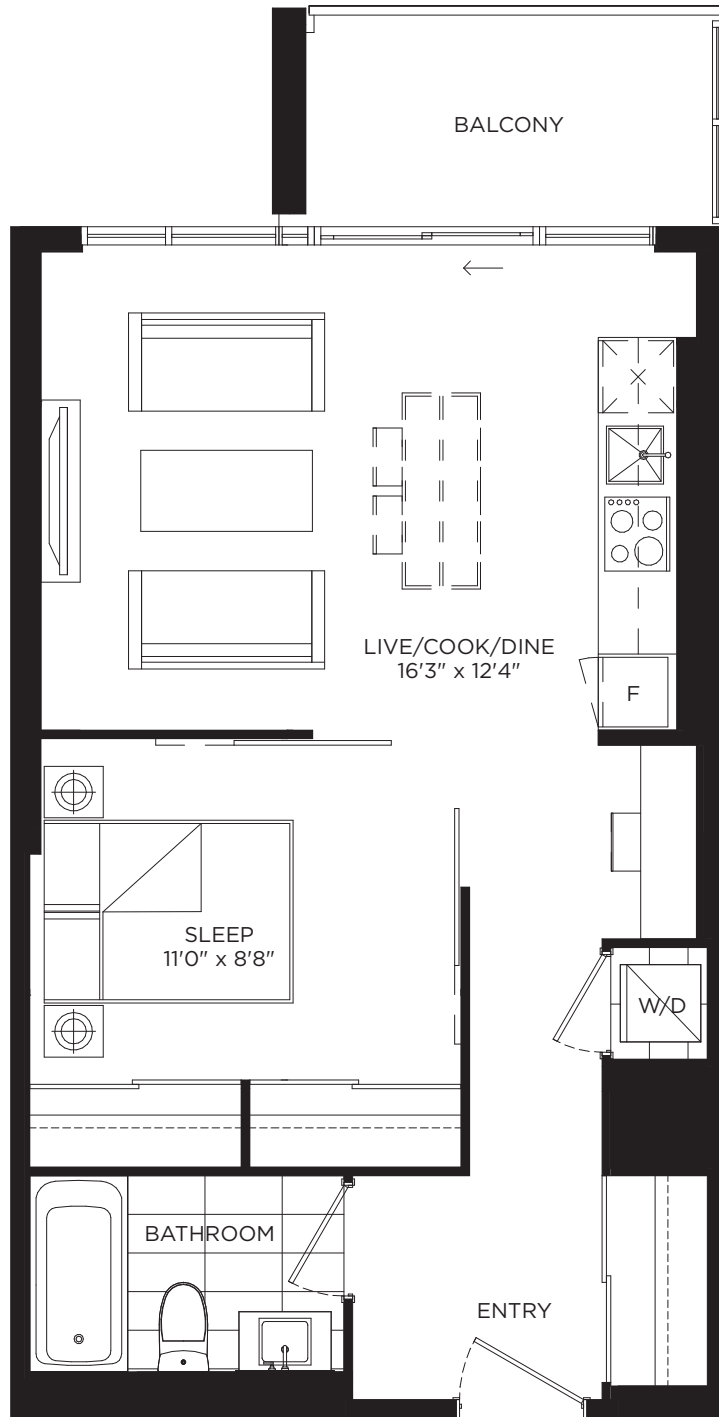 BALCONY
LIVE/COOK/DINE
16'3" x 12'4"
F
SLEEP
11'0" x 8'8"
W/D
BATHROOM
ENTRY